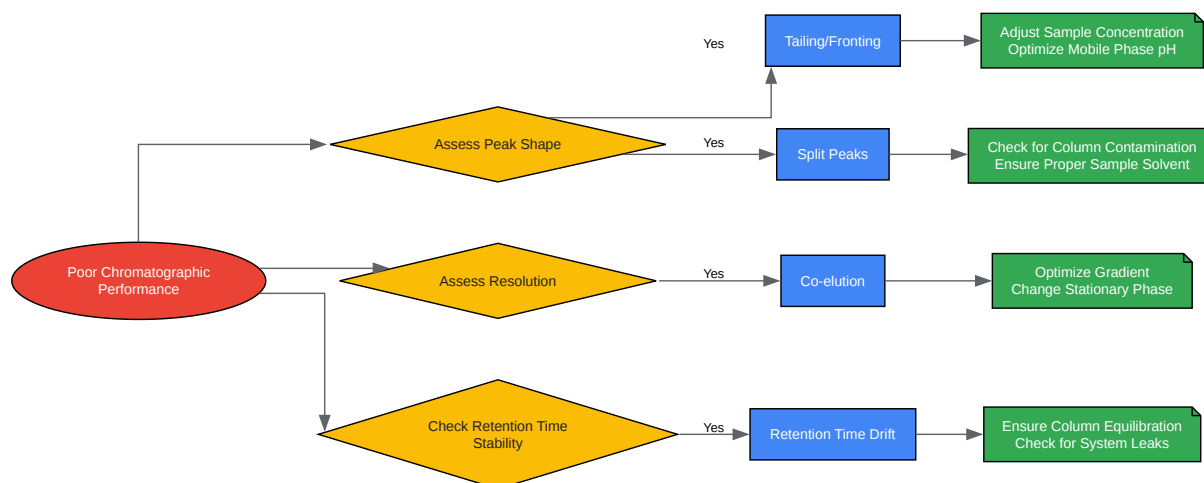 Yes
Tailing/Fronting
Adjust Sample Concentration
Optimize Mobile Phase pH
Assess Peak Shape
Yes
Split Peaks
Check for Column Contamination
Ensure Proper Sample Solvent
Poor Chromatographic
Performance
Assess Resolution
Yes
Co-elution
Optimize Gradient
Change Stationary Phase
Check Retention Time
Stability
Yes
Retention Time Drift
Ensure Column Equilibration
Check for System Leaks